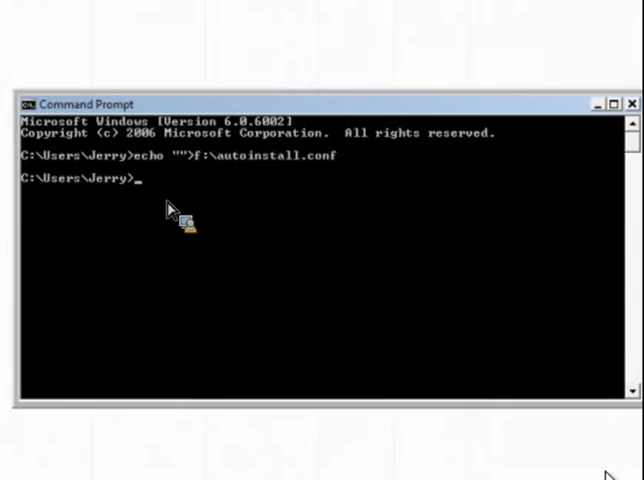 Command Prompt
Microsoft Windows [Version 6.0.6002]
Copyright (c) 2006 Microsoft Corporation.  All rights reserved.
C:\Users\Jerry>echo "">f:\autoinstall.conf
C:\Users\Jerry>_